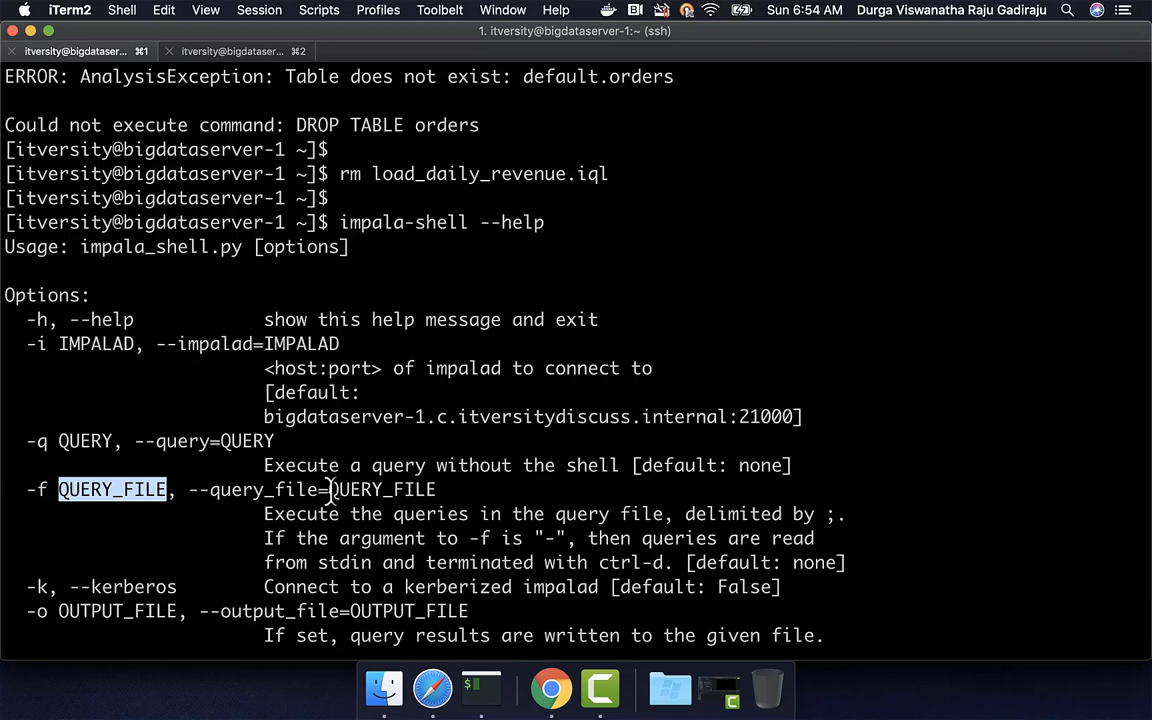 iTerm2 Shell Edit View Session Scripts Profiles Toolbelt Window Help Sun 6:54 AM Durga Viswanatha Raju Gadiraju
1. itversity@bigdataserver-1:~ (ssh)
itversity@bigdataser... ⌘1 itversity@bigdataser... ⌘2
ERROR: AnalysisException: Table does not exist: default.orders
Could not execute command: DROP TABLE orders
[itversity@bigdataserver-1 ~]$
[itversity@bigdataserver-1 ~]$ rm load_daily_revenue.iql
[itversity@bigdataserver-1 ~]$
[itversity@bigdataserver-1 ~]$ impala-shell --help
Usage: impala_shell.py [options]
Options:
-h, --help show this help message and exit
-i IMPALAD, --impalad=IMPALAD
<host:port> of impalad to connect to
[default:
bigdataserver-1.c.itversitydiscuss.internal:21000]
-q QUERY, --query=QUERY
Execute a query without the shell [default: none]
-f QUERY_FILE, --query_file=QUERY_FILE
Execute the queries in the query file, delimited by ;.
If the argument to -f is "-", then queries are read
from stdin and terminated with ctrl-d. [default: none]
-k, --kerberos Connect to a kerberized impalad [default: False]
-o OUTPUT_FILE, --output_file=OUTPUT_FILE
If set, query results are written to the given file.